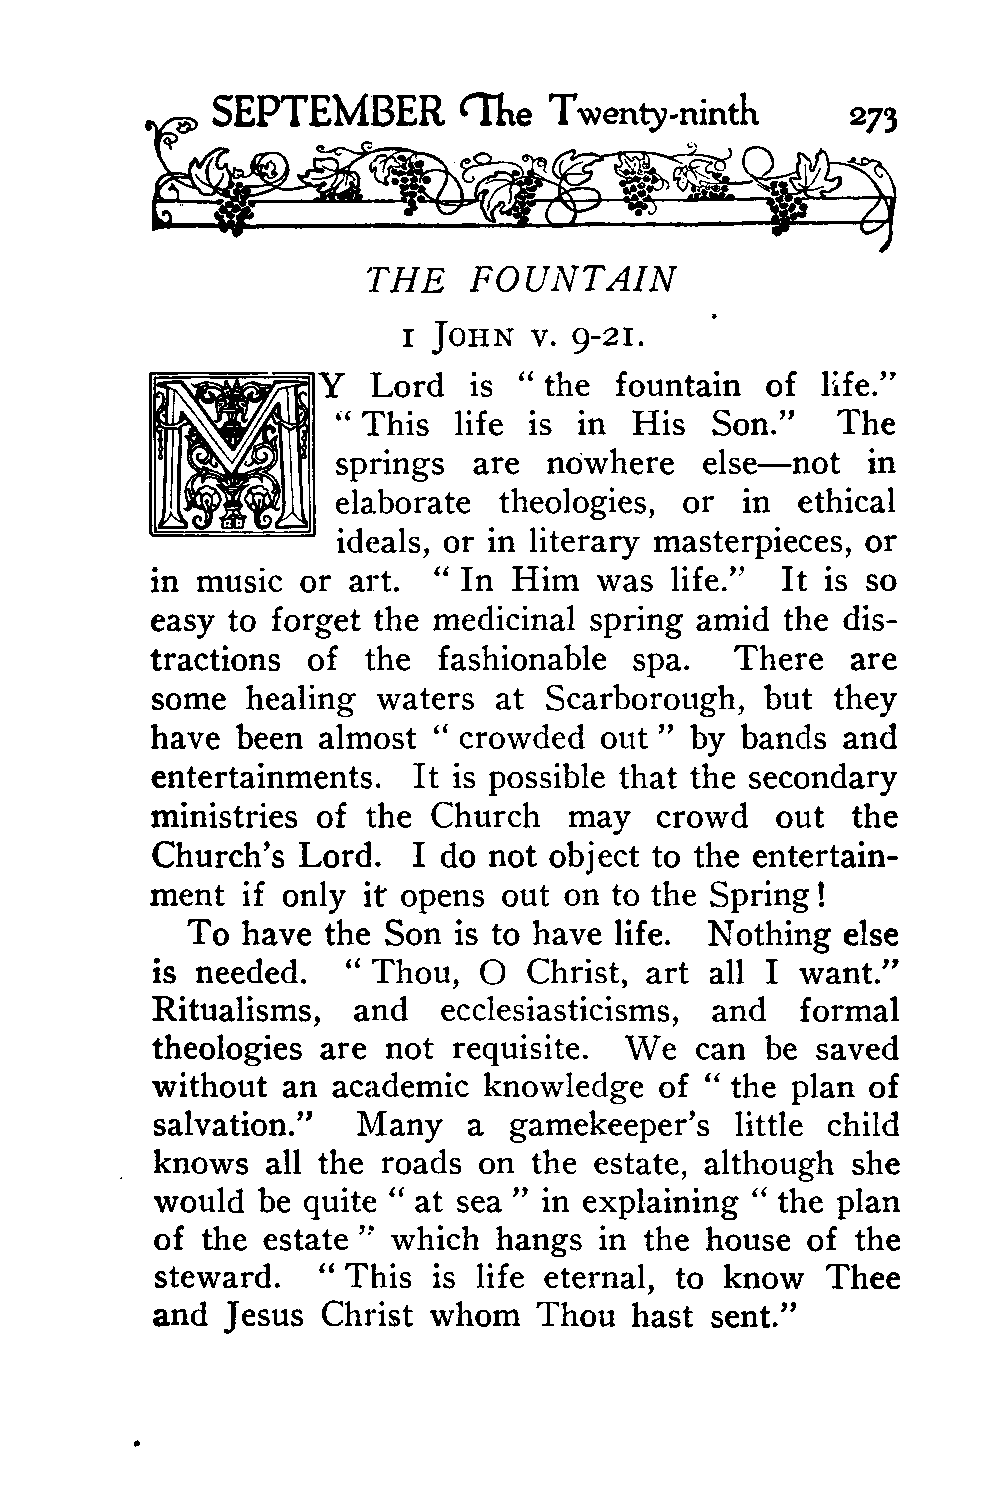 SEPTEMBER The Twenty-ninth 273
THE FOUNTAIN
1 JOHN v. 9-21.
MY Lord is “ the fountain of life.”
“ This life is in His Son.” The
springs are nowhere else—not in
elaborate theologies, or in ethical
ideals, or in literary masterpieces, or
in music or art. “ In Him was life.” It is so
easy to forget the medicinal spring amid the dis-
tractions of the fashionable spa. There are
some healing waters at Scarborough, but they
have been almost “ crowded out ” by bands and
entertainments. It is possible that the secondary
ministries of the Church may crowd out the
Church’s Lord. I do not object to the entertain-
ment if only it opens out on to the Spring !
To have the Son is to have life. Nothing else
is needed. “ Thou, O Christ, art all I want.”
Ritualisms, and ecclesiasticisms, and formal
theologies are not requisite. We can be saved
without an academic knowledge of “ the plan of
salvation.” Many a gamekeeper’s little child
knows all the roads on the estate, although she
would be quite “ at sea ” in explaining “ the plan
of the estate ” which hangs in the house of the
steward. “ This is life eternal, to know Thee
and Jesus Christ whom Thou hast sent.”